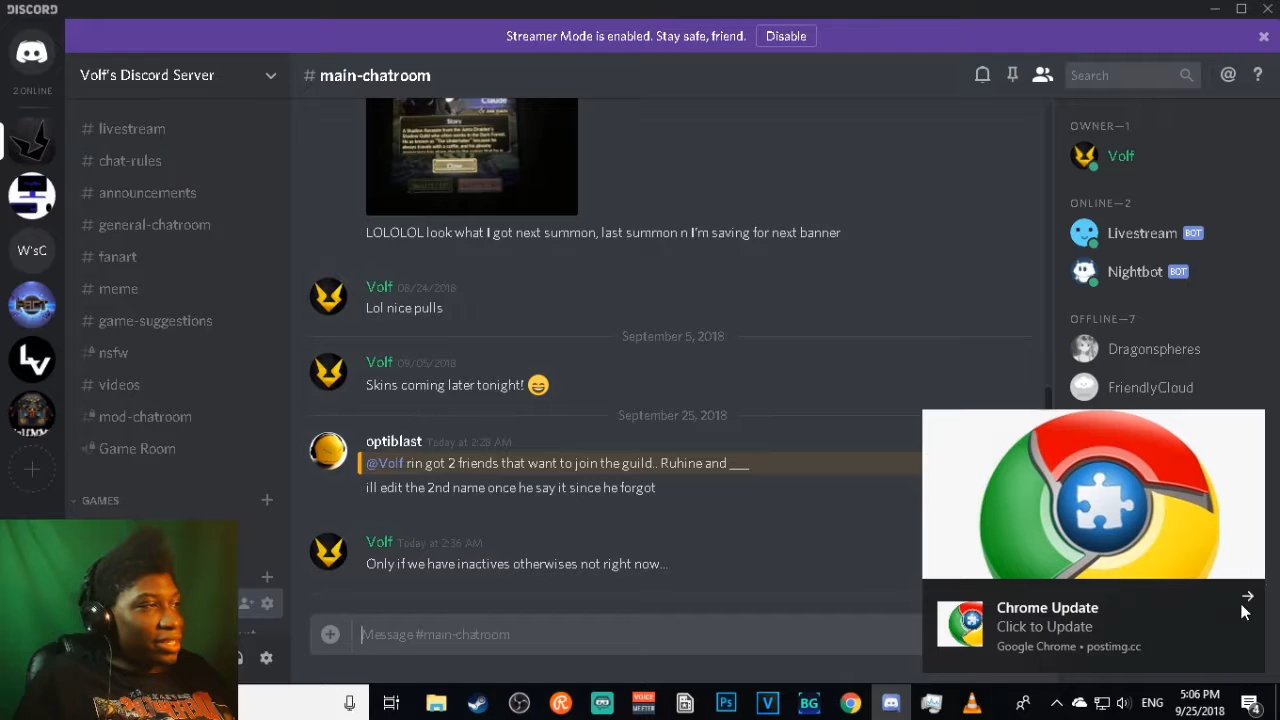 DISCORD
Streamer Mode is enabled. Stay safe, friend.
Disable
2 ONLINE
W'sC
Volf's Discord Server
# livestream
# chat-rules
# announcements
# general-chatroom
# fanart
# meme
# game-suggestions
nsfw
# videos
mod-chatroom
Game Room
GAMES
# main-chatroom
Search
Claude
Story
LOLOLOL look what I got next summon, last summon n I'm saving for next banner
Volf 08/24/2018
Lol nice pulls
September 5, 2018
Volf 09/05/2018
Skins coming later tonight!
September 25, 2018
optiblast Today at 2:28 AM
@Volf rin got 2 friends that want to join the guild.. Ruhine and ___
ill edit the 2nd name once he say it since he forgot
Volf Today at 2:36 AM
Only if we have inactives otherwises not right now...
Message #main-chatroom
OWNER—1
Volf
ONLINE—2
Livestream BOT
Nightbot BOT
OFFLINE—7
Dragonspheres
FriendlyCloud
Chrome Update
Click to Update
Google Chrome • postimg.cc
VOICE
MEETER
Ps
V
BG
ENG
5:06 PM
9/25/2018
4